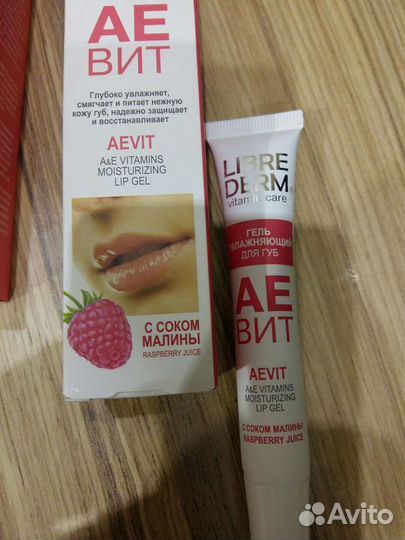 АЕ
ВИТ
Глубоко увлажняет,
смягчает и питает нежную
кожу губ, надежно защищает
и восстанавливает
AEVIT
A&E VITAMINS
MOISTURIZING
LIP GEL
С СОКОМ
МАЛИНЫ
RASPBERRY JUICE
LIBRE
DERM®
vitamin care
ГЕЛЬ
УВЛАЖНЯЮЩИЙ
ДЛЯ ГУБ
АЕ
ВИТ
AEVIT
A&E VITAMINS
MOISTURIZING
LIP GEL
С СОКОМ МАЛИНЫ
RASPBERRY JUICE
Avito